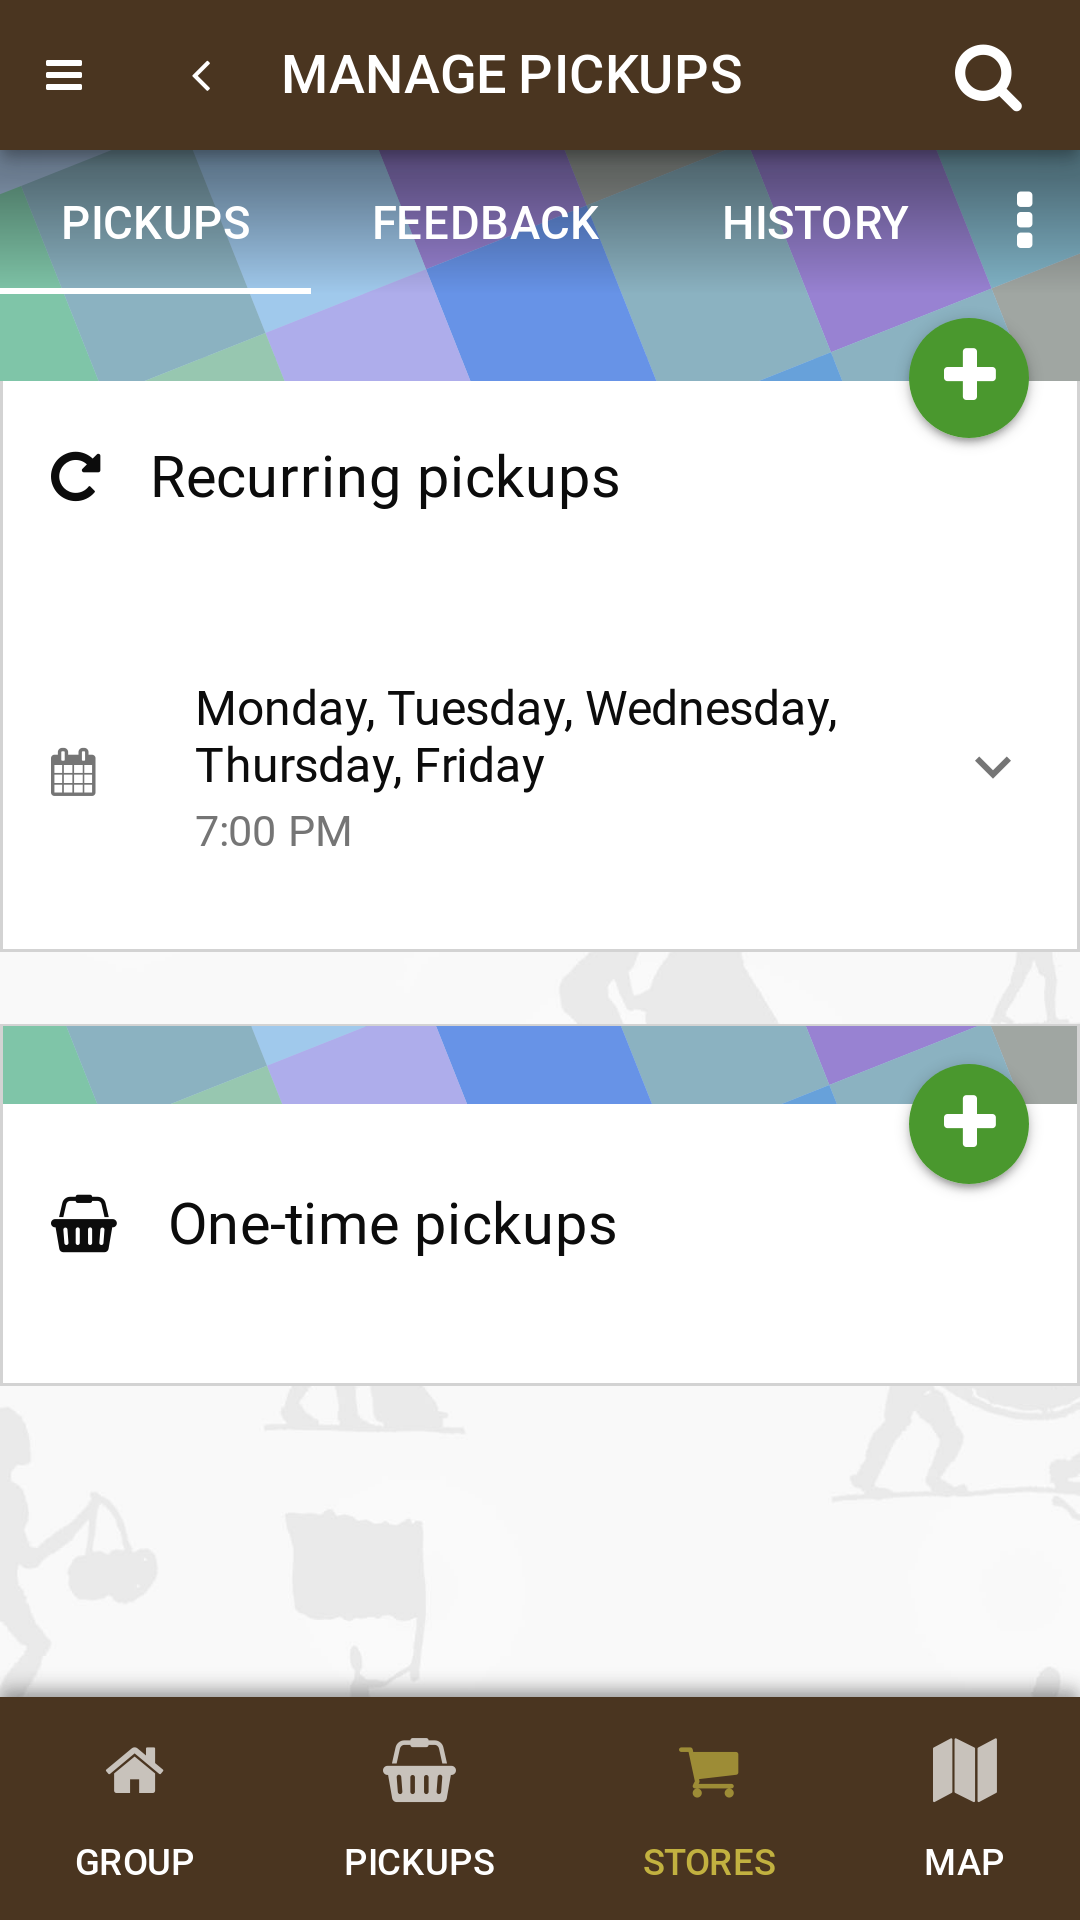 MANAGE PICKUPS
PICKUPS
FEEDBACK
HISTORY
Recurring pickups
Monday, Tuesday, Wednesday,
Thursday, Friday
7:00 PM
One-time pickups
GROUP
PICKUPS
STORES
MAP